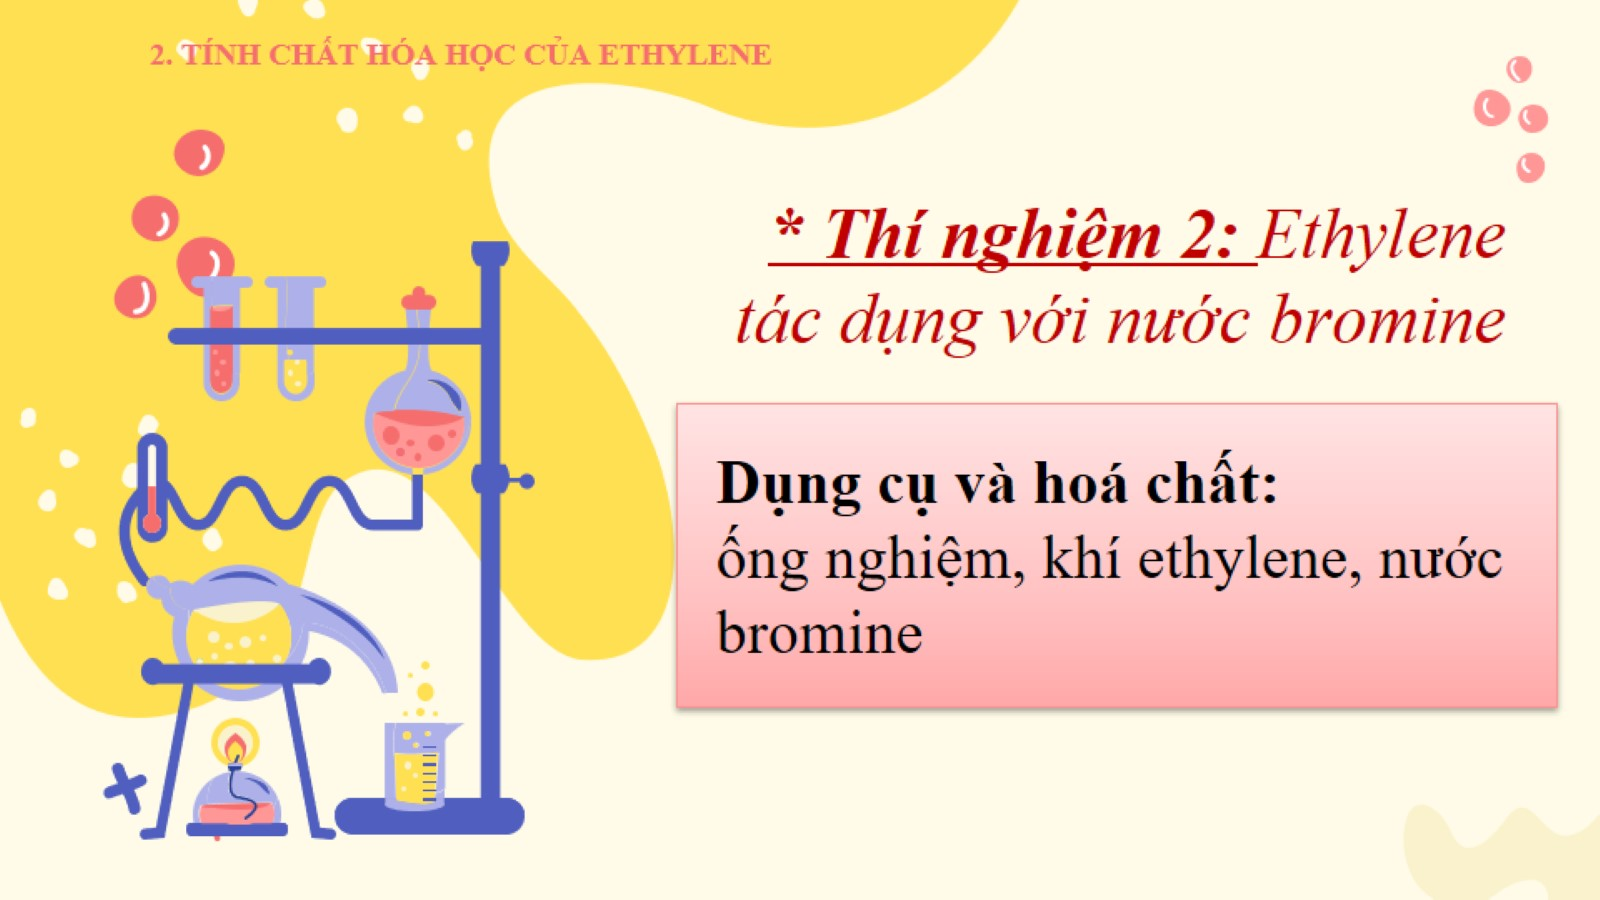 2. TÍNH CHẤT HÓA HỌC CỦA ETHYLENE
* Thí nghiệm 2: Ethylene
tác dụng với nước bromine
Dụng cụ và hoá chất:
ống nghiệm, khí ethylene, nước
bromine